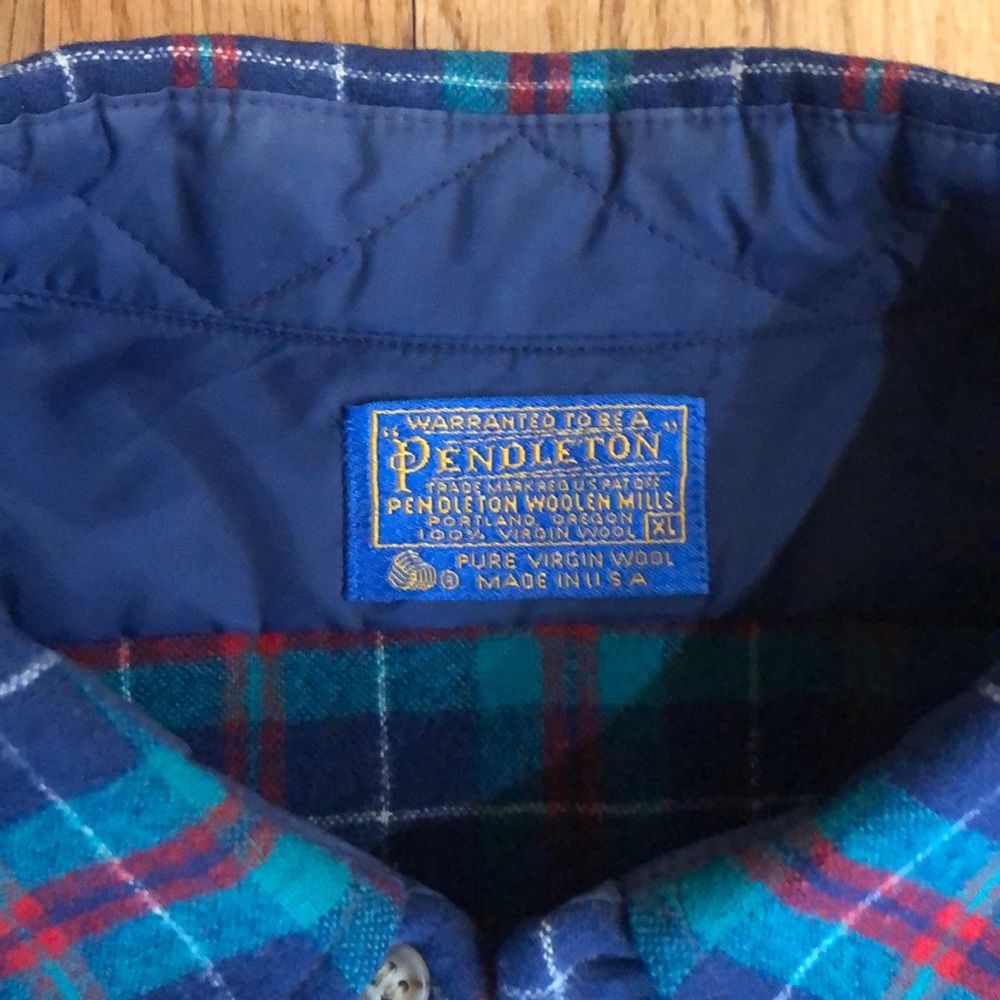 WARRANTED TO BE A
"PENDLETON"
TRADE MARK REG U S PAT OFF
PENDLETON WOOLEN MILLS
PORTLAND, OREGON
100% VIRGIN WOOL XL
® PURE VIRGIN WOOL
MADE IN U.S.A